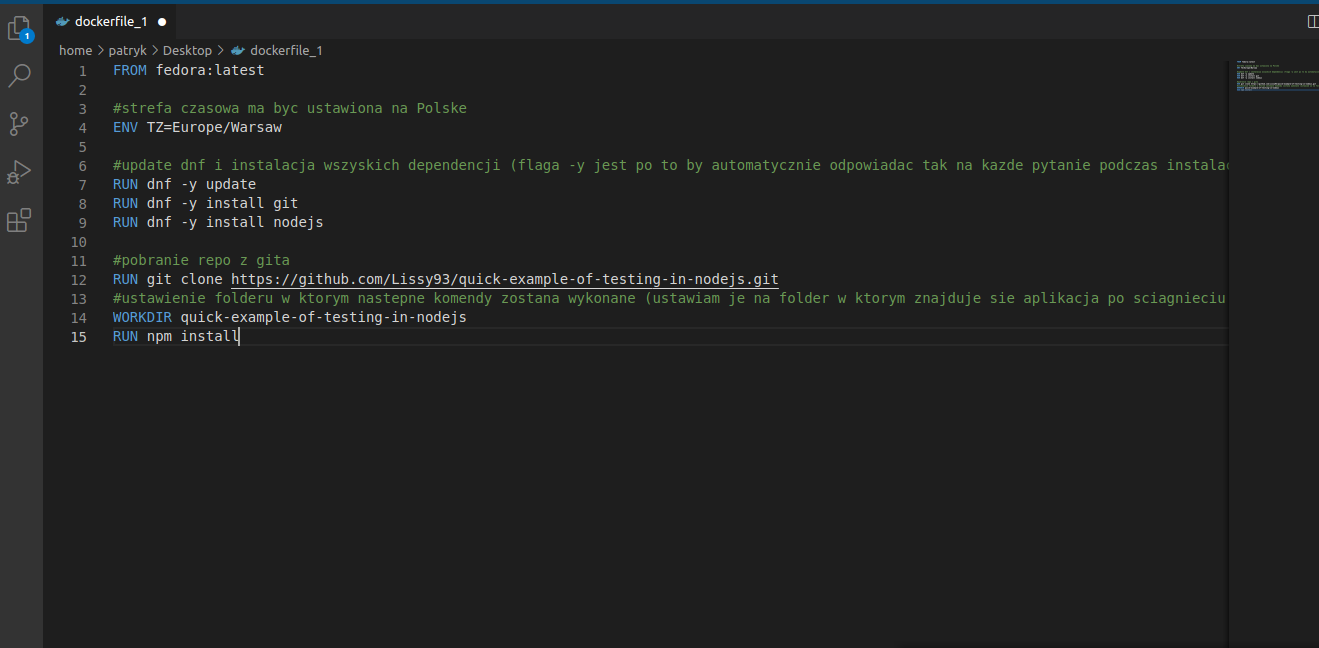 dockerfile_1
1
home > patryk > Desktop > dockerfile_1
1 FROM fedora:latest
2
3 #strefa czasowa ma byc ustawiona na Polske
4 ENV TZ=Europe/Warsaw
5
6 #update dnf i instalacja wszyskich dependencji (flaga -y jest po to by automatycznie odpowiadac tak na kazde pytanie podczas instalac
7 RUN dnf -y update
8 RUN dnf -y install git
9 RUN dnf -y install nodejs
10
11 #pobranie repo z gita
12 RUN git clone https://github.com/Lissy93/quick-example-of-testing-in-nodejs.git
13 #ustawienie folderu w ktorym nastepne komendy zostana wykonane (ustawiam je na folder w ktorym znajduje sie aplikacja po sciagnieciu
14 WORKDIR quick-example-of-testing-in-nodejs
15 RUN npm install